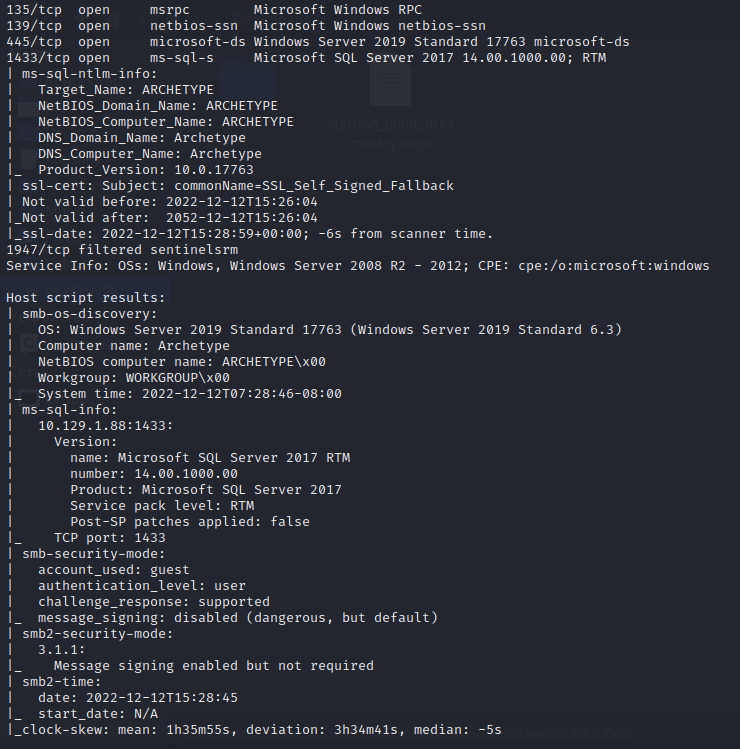 135/tcp  open     msrpc        Microsoft Windows RPC
139/tcp  open     netbios-ssn  Microsoft Windows netbios-ssn
445/tcp  open     microsoft-ds Windows Server 2019 Standard 17763 microsoft-ds
1433/tcp open     ms-sql-s     Microsoft SQL Server 2017 14.00.1000.00; RTM
| ms-sql-ntlm-info:
|   Target_Name: ARCHETYPE
|   NetBIOS_Domain_Name: ARCHETYPE
|   NetBIOS_Computer_Name: ARCHETYPE
|   DNS_Domain_Name: Archetype
|   DNS_Computer_Name: Archetype
|_  Product_Version: 10.0.17763
| ssl-cert: Subject: commonName=SSL_Self_Signed_Fallback
| Not valid before: 2022-12-12T15:26:04
|_Not valid after:  2052-12-12T15:26:04
|_ssl-date: 2022-12-12T15:28:59+00:00; -6s from scanner time.
1947/tcp filtered sentinelsrm
Service Info: OSs: Windows, Windows Server 2008 R2 - 2012; CPE: cpe:/o:microsoft:windows

Host script results:
| smb-os-discovery:
|   OS: Windows Server 2019 Standard 17763 (Windows Server 2019 Standard 6.3)
|   Computer name: Archetype
|   NetBIOS computer name: ARCHETYPE\x00
|   Workgroup: WORKGROUP\x00
|_  System time: 2022-12-12T07:28:46-08:00
| ms-sql-info:
|   10.129.1.88:1433:
|     Version:
|       name: Microsoft SQL Server 2017 RTM
|       number: 14.00.1000.00
|       Product: Microsoft SQL Server 2017
|       Service pack level: RTM
|       Post-SP patches applied: false
|_    TCP port: 1433
| smb-security-mode:
|   account_used: guest
|   authentication_level: user
|   challenge_response: supported
|_  message_signing: disabled (dangerous, but default)
| smb2-security-mode:
|   3.1.1:
|_    Message signing enabled but not required
| smb2-time:
|   date: 2022-12-12T15:28:45
|_  start_date: N/A
|_clock-skew: mean: 1h35m55s, deviation: 3h34m41s, median: -5s
starting_point_drea
mmary.ovpn